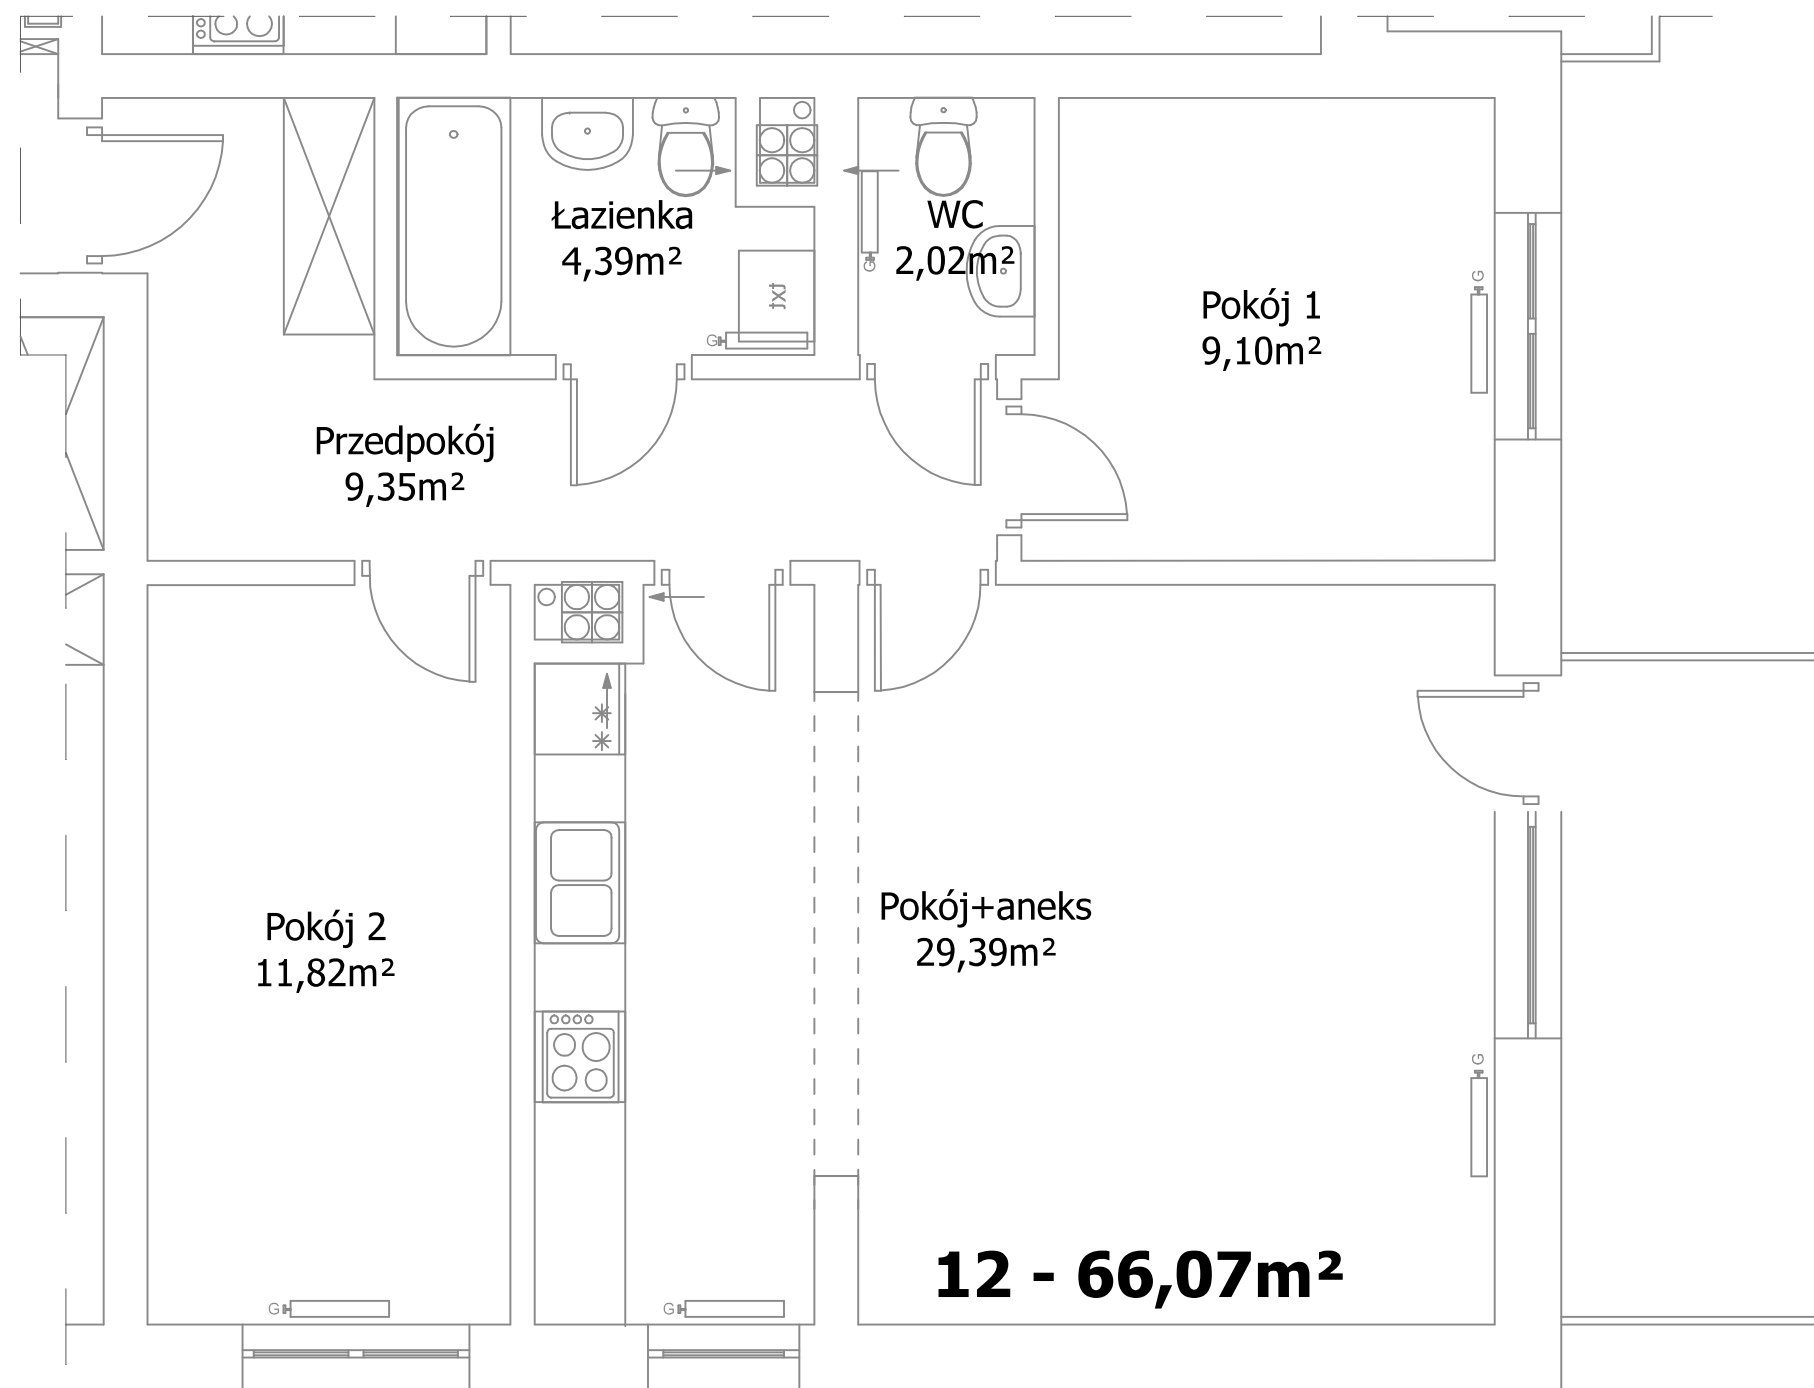 Łazienka
4,39m²
WC
2,02m²
Pokój 1
9,10m²
Przedpokój
9,35m²
Pokój 2
11,82m²
Pokój+aneks
29,39m²
12 - 66,07m²
G
G
G
G
G
G